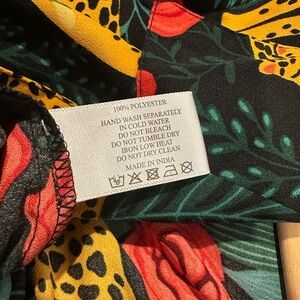 100% POLYESTER
HAND WASH SEPARATELY
IN COLD WATER
DO NOT BLEACH
DO NOT TUMBLE DRY
IRON LOW HEAT
DO NOT DRY CLEAN
MADE IN INDIA